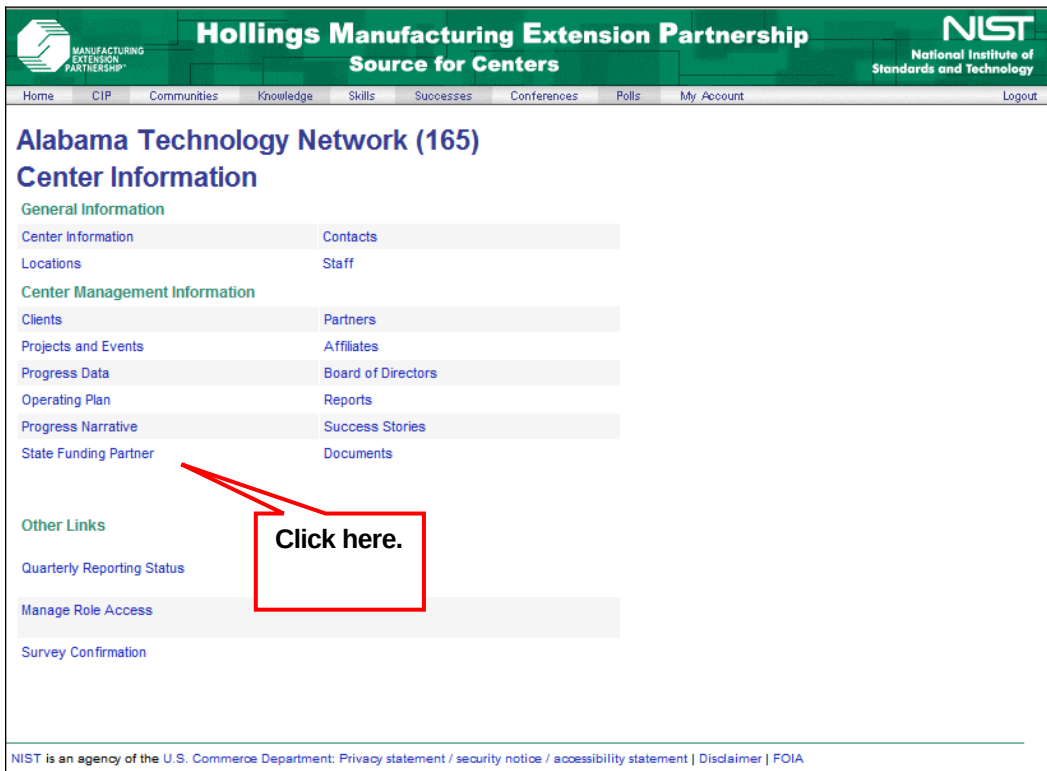 MANUFACTURING
EXTENSION
PARTNERSHIP™
Hollings Manufacturing Extension Partnership
Source for Centers
NIST
National Institute of
Standards and Technology
Home CIP Communities Knowledge Skills Successes Conferences Polls My Account Logout
Alabama Technology Network (165)
Center Information
General Information
Center Information Contacts
Locations Staff
Center Management Information
Clients Partners
Projects and Events Affiliates
Progress Data Board of Directors
Operating Plan Reports
Progress Narrative Success Stories
State Funding Partner Documents
Other Links
Click here.
Quarterly Reporting Status
Manage Role Access
Survey Confirmation
NIST is an agency of the U.S. Commerce Department: Privacy statement / security notice / accessibility statement | Disclaimer | FOIA